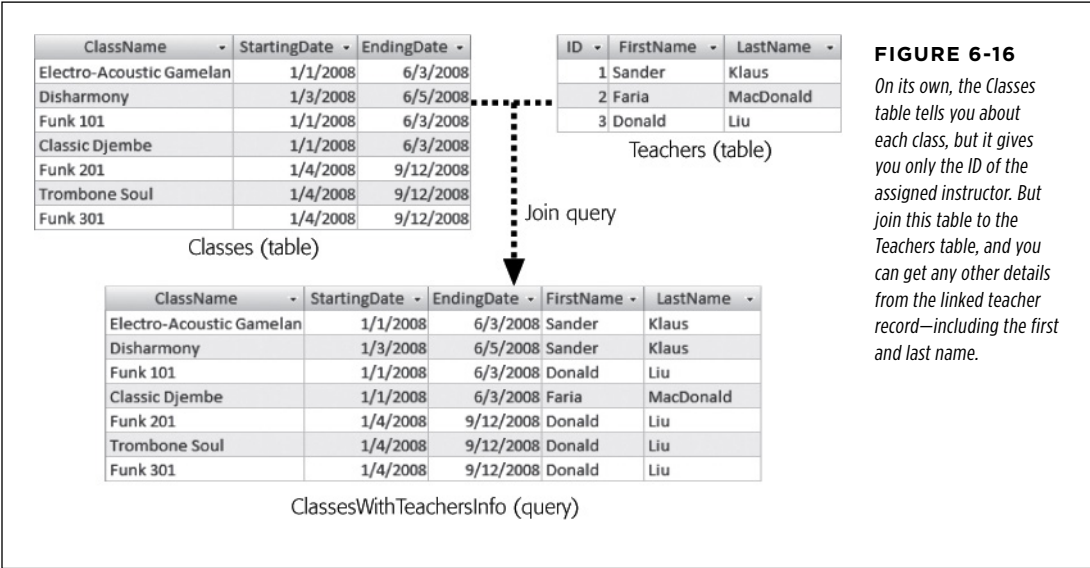 ClassName StartingDate EndingDate
Electro-Acoustic Gamelan 1/1/2008 6/3/2008
Disharmony 1/3/2008 6/5/2008
Funk 101 1/1/2008 6/3/2008
Classic Djembe 1/1/2008 6/3/2008
Funk 201 1/4/2008 9/12/2008
Trombone Soul 1/4/2008 9/12/2008
Funk 301 1/4/2008 9/12/2008
Classes (table)
ID FirstName LastName
1 Sander Klaus
2 Faria MacDonald
3 Donald Liu
Teachers (table)
Join query
ClassName StartingDate EndingDate FirstName LastName
Electro-Acoustic Gamelan 1/1/2008 6/3/2008 Sander Klaus
Disharmony 1/3/2008 6/5/2008 Sander Klaus
Funk 101 1/1/2008 6/3/2008 Donald Liu
Classic Djembe 1/1/2008 6/3/2008 Faria MacDonald
Funk 201 1/4/2008 9/12/2008 Donald Liu
Trombone Soul 1/4/2008 9/12/2008 Donald Liu
Funk 301 1/4/2008 9/12/2008 Donald Liu
ClassesWithTeachersInfo (query)
FIGURE 6-16
On its own, the Classes
table tells you about
each class, but it gives
you only the ID of the
assigned instructor. But
join this table to the
Teachers table, and you
can get any other details
from the linked teacher
record—including the first
and last name.